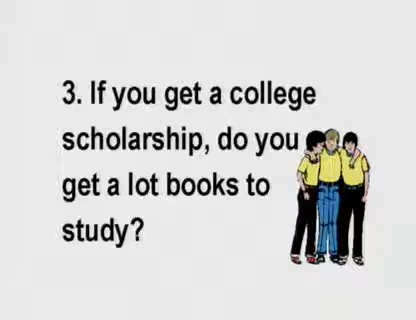 3. If you get a college
scholarship, do you
get a lot books to
study?